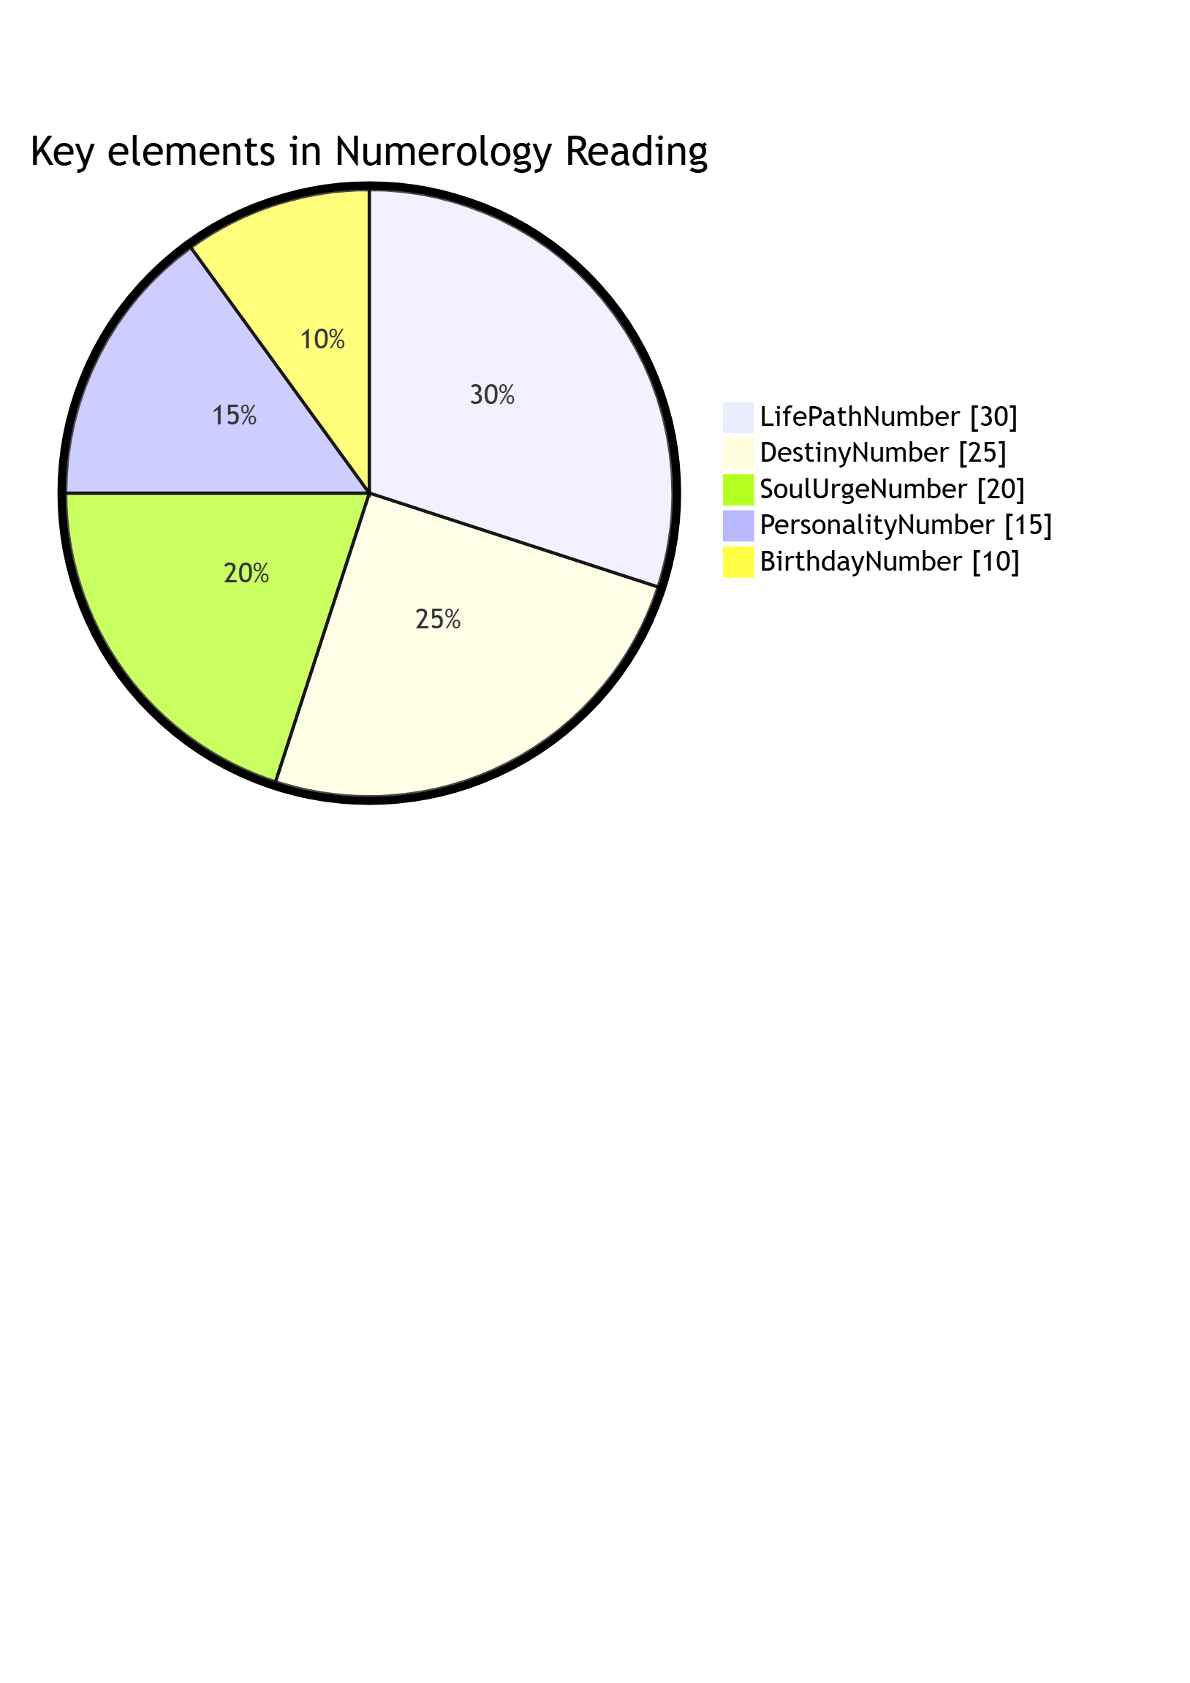 Key elements in Numerology Reading
10%
30%
15%
20%
25%
LifePathNumber [30]
DestinyNumber [25]
SoulUrgeNumber [20]
PersonalityNumber [15]
BirthdayNumber [10]